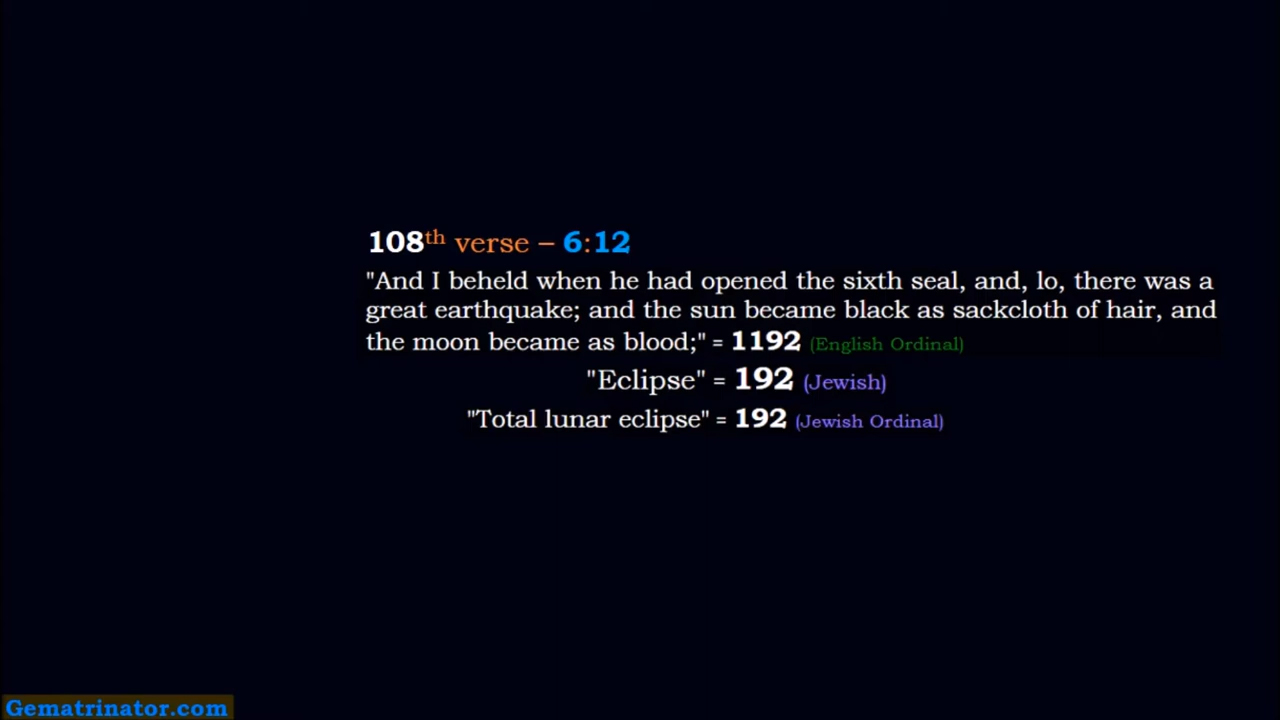 108th verse – 6:12
"And I beheld when he had opened the sixth seal, and, lo, there was a
great earthquake; and the sun became black as sackcloth of hair, and
the moon became as blood;" = 1192 (English Ordinal)
"Eclipse" = 192 (Jewish)
"Total lunar eclipse" = 192 (Jewish Ordinal)
Gematrinator.com